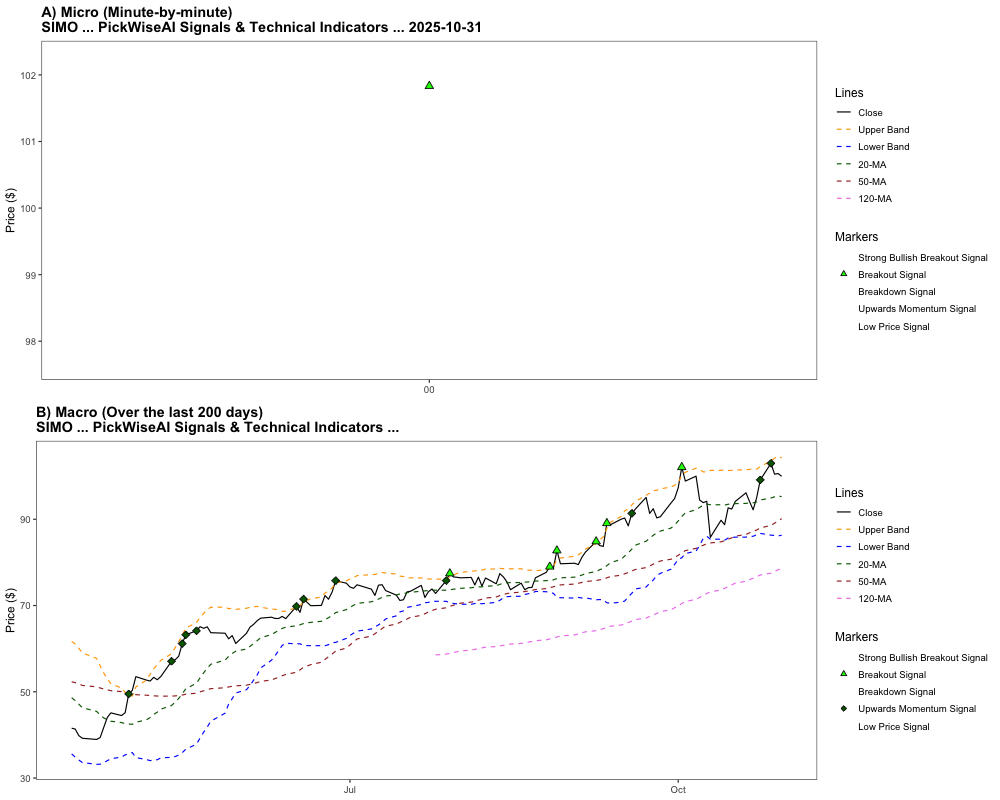 A) Micro (Minute-by-minute)
SIMO ... PickWiseAI Signals & Technical Indicators ... 2025-10-31
Price ($)
102
101
100
99
98
00
Lines
Close
Upper Band
Lower Band
20-MA
50-MA
120-MA
Markers
Strong Bullish Breakout Signal
Breakout Signal
Breakdown Signal
Upwards Momentum Signal
Low Price Signal
B) Macro (Over the last 200 days)
SIMO ... PickWiseAI Signals & Technical Indicators ...
Price ($)
90
70
50
30
Jul
Oct
Lines
Close
Upper Band
Lower Band
20-MA
50-MA
120-MA
Markers
Strong Bullish Breakout Signal
Breakout Signal
Breakdown Signal
Upwards Momentum Signal
Low Price Signal